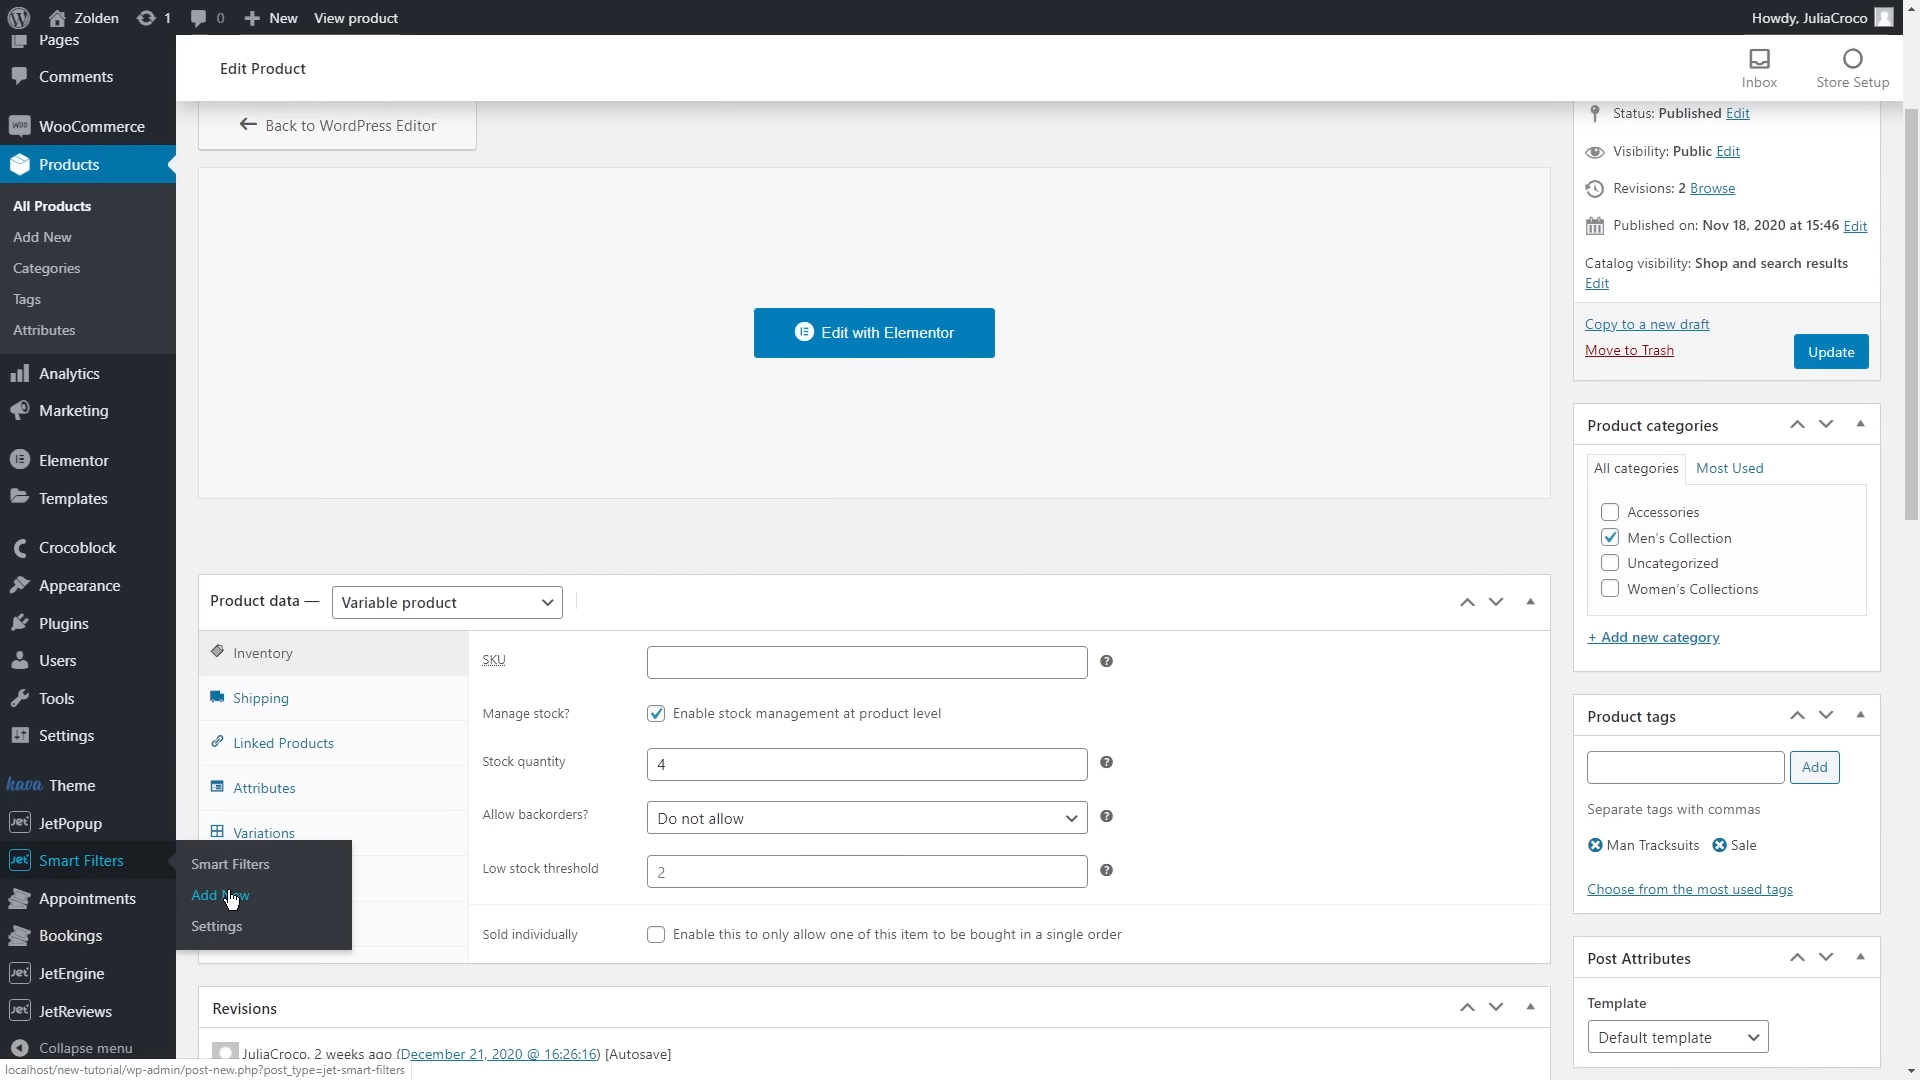 Zolden 1 0 New View product Howdy, JuliaCroco
Pages
Comments
WooCommerce
Products
All Products
Add New
Categories
Tags
Attributes
Analytics
Marketing
Elementor
Templates
Crocoblock
Appearance
Plugins
Users
Tools
Settings
hava Theme
JetPopup
Smart Filters
Appointments
Bookings
JetEngine
JetReviews
Collapse menu
Smart Filters
Add New
Settings
localhost/new-tutorial/wp-admin/post-new.php?post_type=jet-smart-filters
Edit Product
Inbox
Store Setup
Back to WordPress Editor
Edit with Elementor
Product data — Variable product
Inventory
Shipping
Linked Products
Attributes
Variations
SKU
Manage stock? Enable stock management at product level
Stock quantity 4
Allow backorders? Do not allow
Low stock threshold 2
Sold individually Enable this to only allow one of this item to be bought in a single order
Revisions
JuliaCroco, 2 weeks ago (December 21, 2020 @ 16:26:16) [Autosave]
Status: Published Edit
Visibility: Public Edit
Revisions: 2 Browse
Published on: Nov 18, 2020 at 15:46 Edit
Catalog visibility: Shop and search results
Edit
Copy to a new draft
Move to Trash
Update
Product categories
All categories Most Used
Accessories
Men's Collection
Uncategorized
Women's Collections
+ Add new category
Product tags
Add
Separate tags with commas
Man Tracksuits Sale
Choose from the most used tags
Post Attributes
Template
Default template